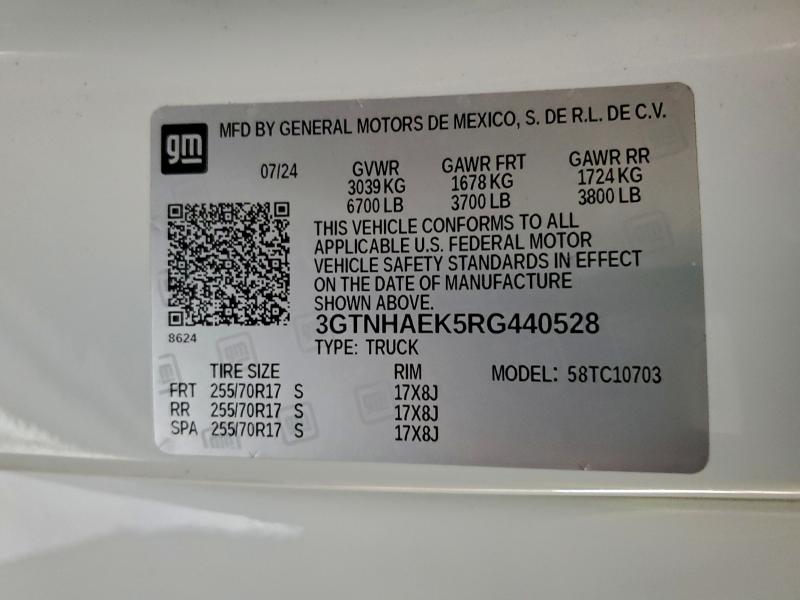 gm
MFD BY GENERAL MOTORS DE MEXICO, S. DE R.L. DE C.V.
07/24 GVWR GAWR FRT GAWR RR
3039 KG 1678 KG 1724 KG
6700 LB 3700 LB 3800 LB
THIS VEHICLE CONFORMS TO ALL
APPLICABLE U.S. FEDERAL MOTOR
VEHICLE SAFETY STANDARDS IN EFFECT
ON THE DATE OF MANUFACTURE
SHOWN ABOVE.
8624
3GTNHAEK5RG440528
TYPE: TRUCK
TIRE SIZE RIM MODEL: 58TC10703
FRT 255/70R17 S 17X8J
RR 255/70R17 S 17X8J
SPA 255/70R17 S 17X8J